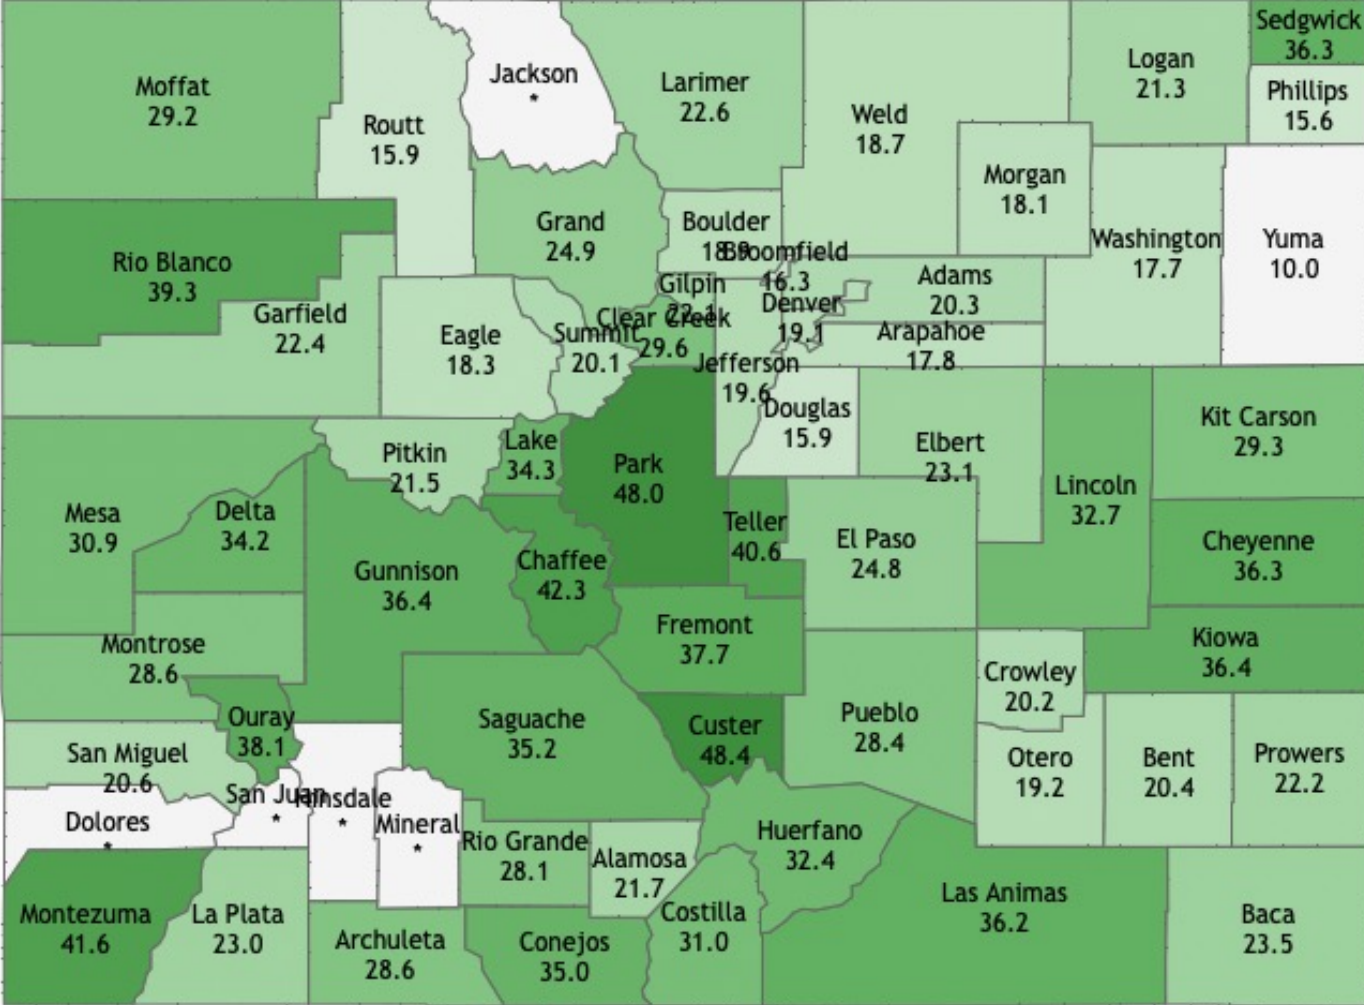 Sedgwick
36.3
Moffat
29.2
Jackson
*
Larimer
22.6
Logan
21.3
Phillips
15.6
Routt
15.9
Weld
18.7
Morgan
18.1
Rio Blanco
39.3
Grand
24.9
Boulder
18.9
Broomfield
16.3
Washington
17.7
Yuma
10.0
Garfield
22.4
Eagle
18.3
Summit
20.1
Gilpin
22.1
Clear Creek
29.6
Denver
19.1
Adams
20.3
Arapahoe
17.8
Jefferson
19.6
Douglas
15.9
Elbert
23.1
Kit Carson
29.3
Pitkin
21.5
Lake
34.3
Park
48.0
Lincoln
32.7
Mesa
30.9
Delta
34.2
Gunnison
36.4
Chaffee
42.3
Teller
40.6
El Paso
24.8
Cheyenne
36.3
Montrose
28.6
Fremont
37.7
Kiowa
36.4
Crowley
20.2
Ouray
38.1
Saguache
35.2
Custer
48.4
Pueblo
28.4
San Miguel
20.6
Otero
19.2
Bent
20.4
Prowers
22.2
San Juan
*
Hinsdale
*
Dolores
*
Mineral
*
Rio Grande
28.1
Alamosa
21.7
Huerfano
32.4
Montezuma
41.6
La Plata
23.0
Archuleta
28.6
Conejos
35.0
Costilla
31.0
Las Animas
36.2
Baca
23.5